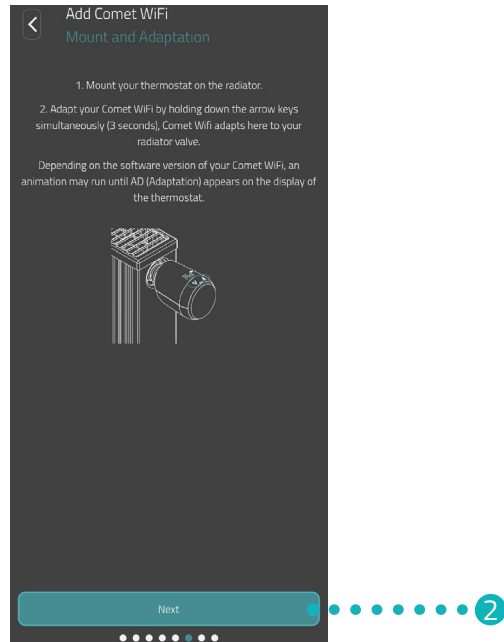 Add Comet WiFi
Mount and Adaptation
1. Mount your thermostat on the radiator.
2. Adapt your Comet WiFi by holding down the arrow keys
simultaneously (3 seconds), Comet Wifi adapts here to your
radiator valve.
Depending on the software version of your Comet WiFi, an
animation may run until AD (Adaptation) appears on the display of
the thermostat.
Next
2